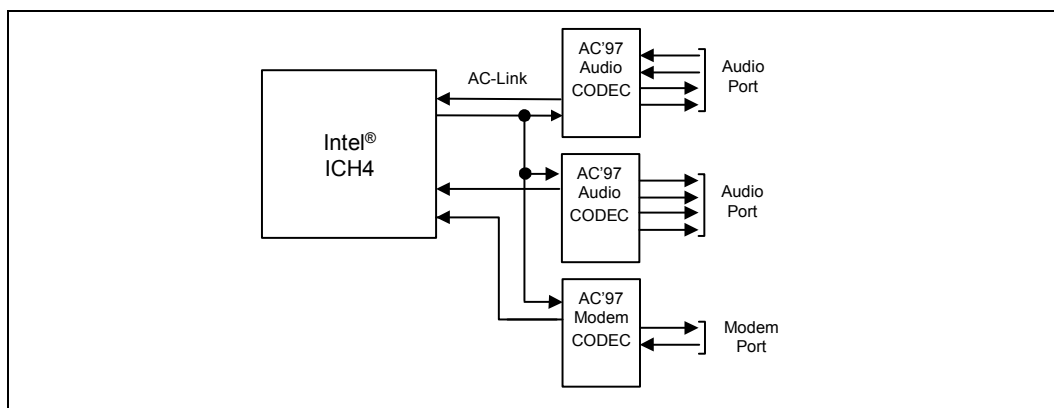 AC'97
Audio
CODEC
Audio
Port
AC-Link
Intel®
ICH4
AC'97
Audio
CODEC
Audio
Port
AC'97
Modem
CODEC
Modem
Port